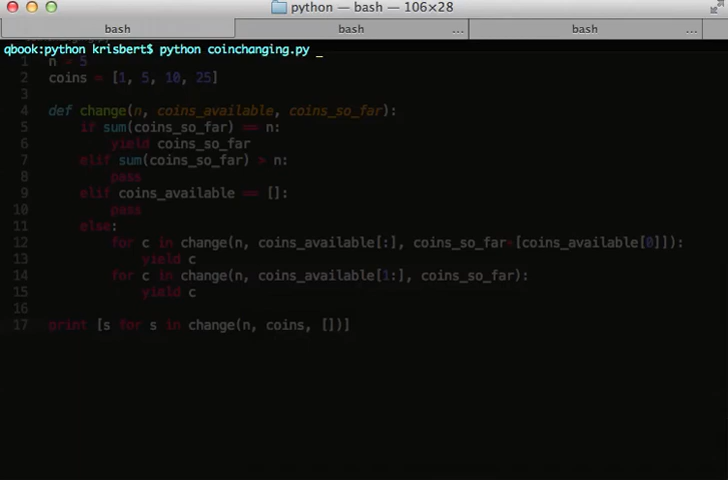 python — bash — 106×28
bash bash ... bash ...
qbook:python krisbert$ python coinchanging.py _
1 n = 5
2 coins = [1, 5, 10, 25]
3
4 def change(n, coins_available, coins_so_far):
5     if sum(coins_so_far) == n:
6         yield coins_so_far
7     elif sum(coins_so_far) > n:
8         pass
9     elif coins_available == []:
10         pass
11     else:
12         for c in change(n, coins_available[:], coins_so_far+[coins_available[0]]):
13             yield c
14         for c in change(n, coins_available[1:], coins_so_far):
15             yield c
16
17 print [s for s in change(n, coins, [])]